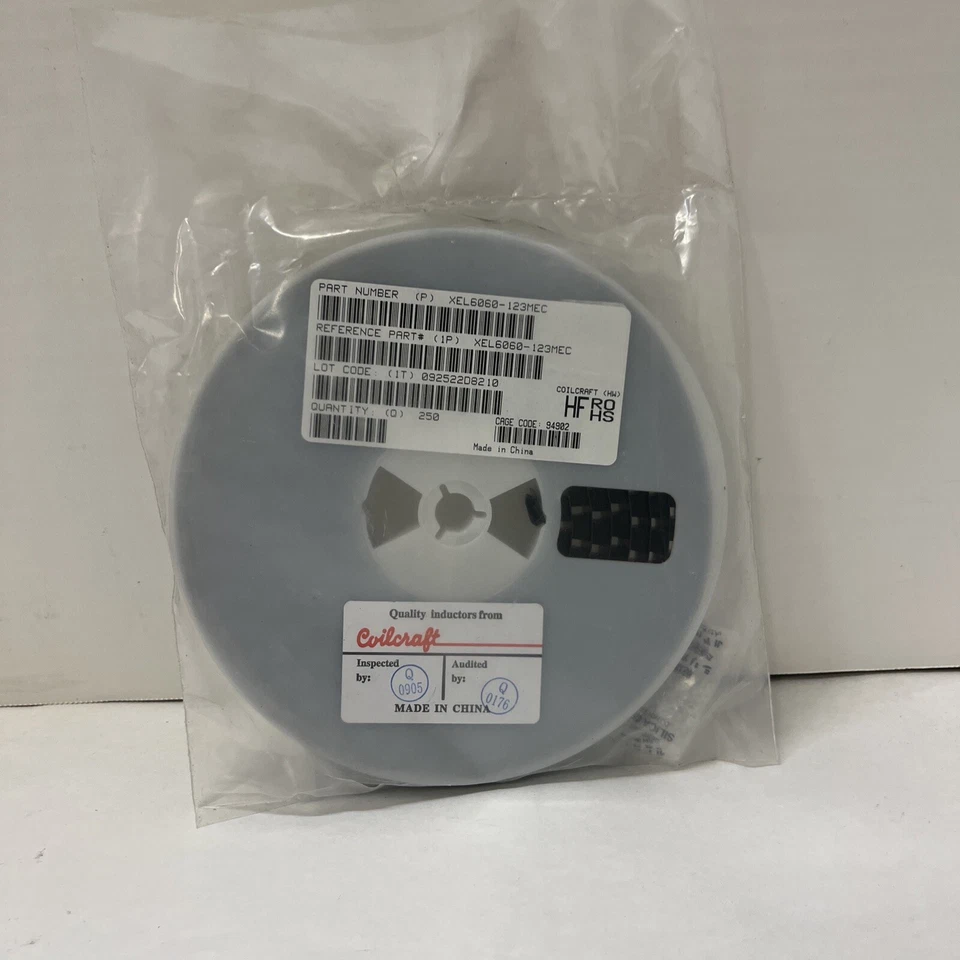 PART NUMBER (P) XEL6060-123MEC
REFERENCE PART# (1P) XEL6060-123MEC
LOT CODE: (1T) 092522D8210
COILCRAFT (HW)
HF RO HS
QUANTITY: (Q) 250
CAGE CODE: 94902
Made in China
Quality inductors from
Coilcraft
Inspected by: Q 0905
Audited by: Q 0176
MADE IN CHINA